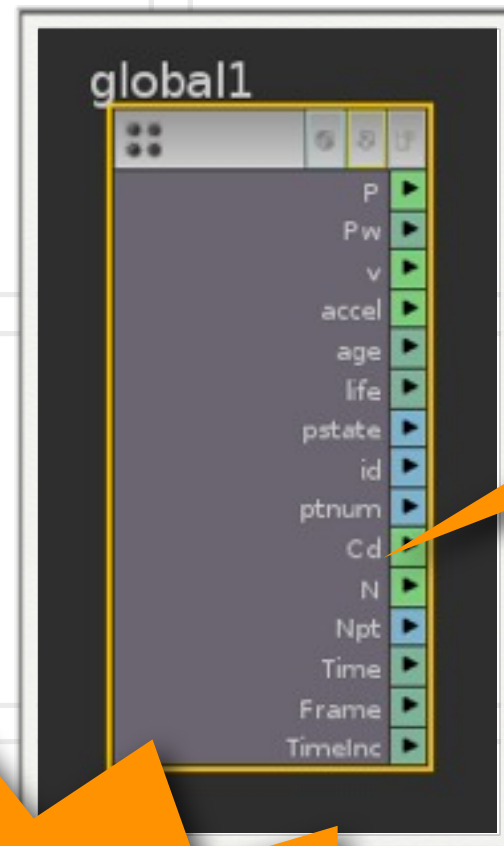 global1
P
Pw
v
accel
age
life
pstate
id
ptnum
Cd
N
Npt
Time
Frame
TimeInc